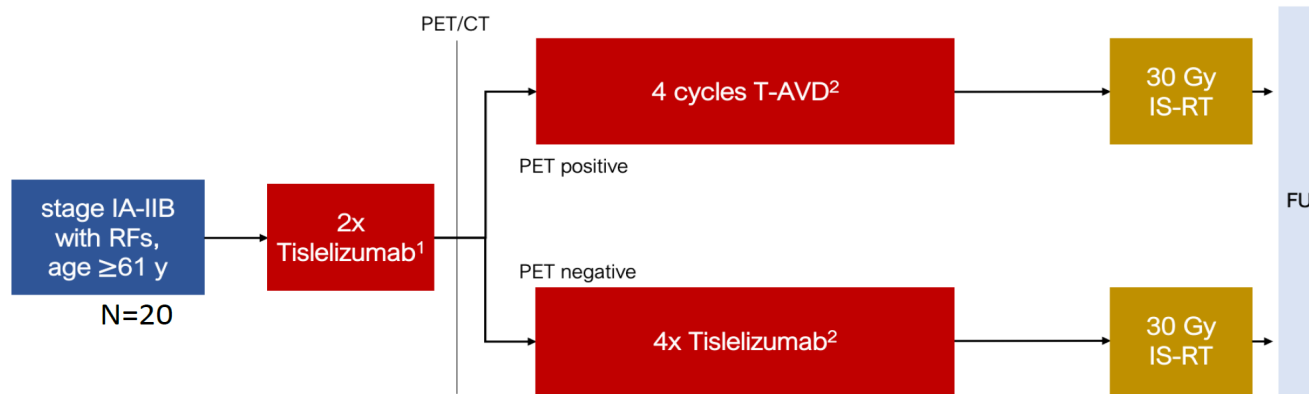 PET/CT
4 cycles T-AVD²
30 Gy
IS-RT
PET positive
stage IA-IIB
with RFs,
age ≥61 y
N=20
2x
Tislelizumab¹
FU
PET negative
4x Tislelizumab²
30 Gy
IS-RT